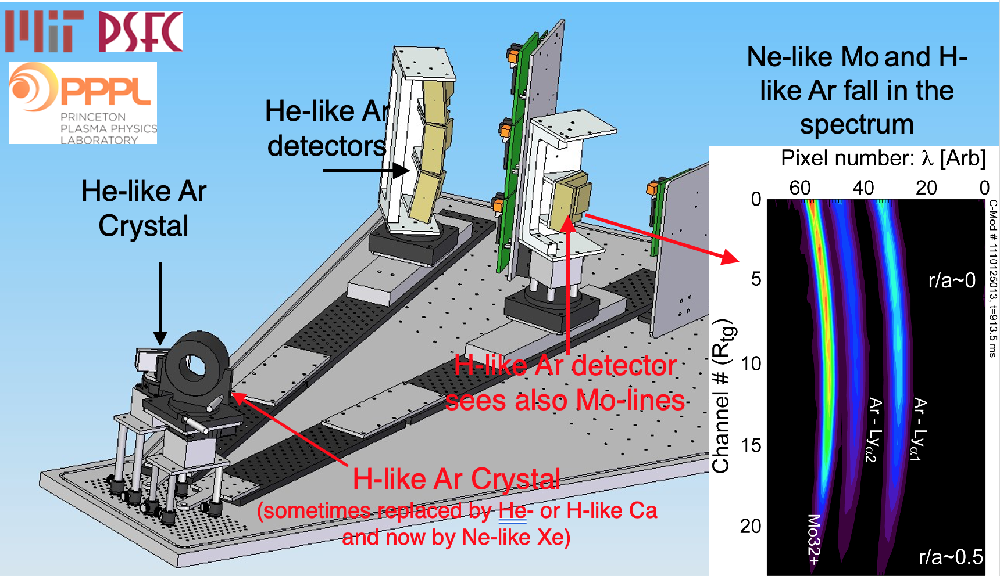 MIT PSFC
PPPL
PRINCETON
PLASMA PHYSICS
LABORATORY
He-like Ar
detectors
He-like Ar
Crystal
Ne-like Mo and H-
like Ar fall in the
spectrum
H-like Ar detector
sees also Mo-lines
H-like Ar Crystal
(sometimes replaced by He- or H-like Ca
and now by Ne-like Xe)
Pixel number: λ [Arb]
60 40 20 0
0
5
10
15
20
Channel # (Rtg)
r/a~0
r/a~0.5
Mo32+
Ar - Lyα2
Ar - Lyα1
C-Mod # 1110125013, t=913.5 ms